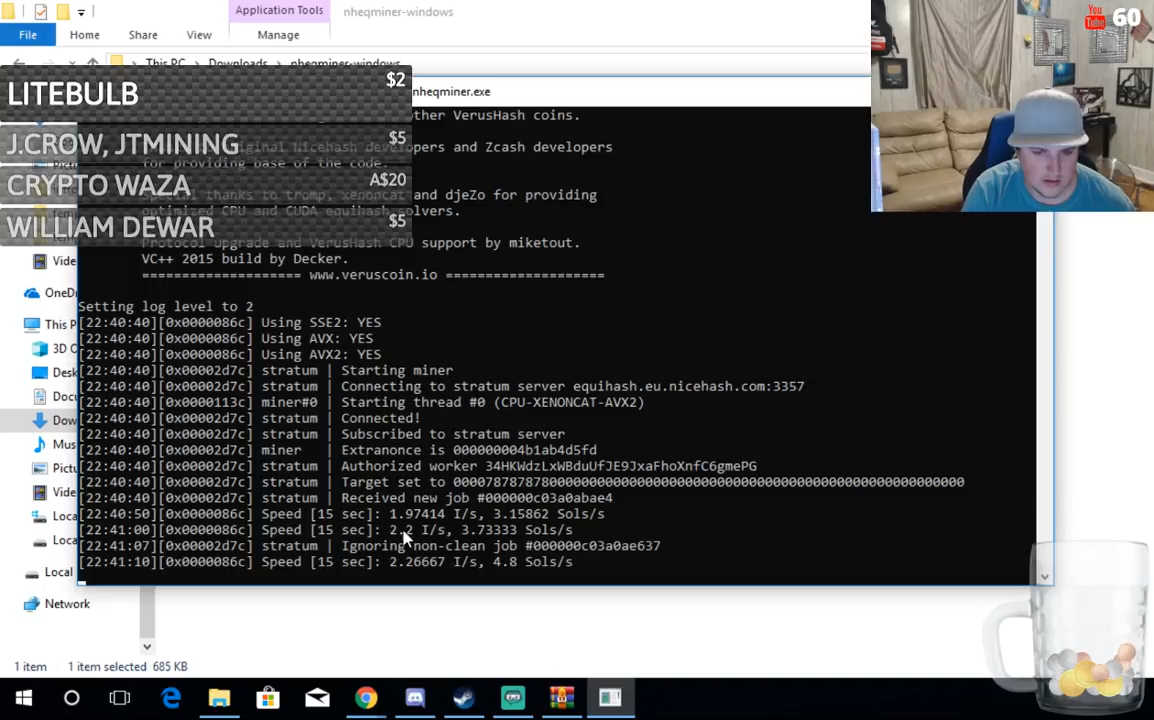 Application Tools
nheqminer-windows
File
Home
Share
View
Manage
This PC
Downloads
nheqminer-windows
You
Tube
60
LITEBULB
$2
J.CROW, JTMINING
$5
CRYPTO WAZA
A$20
WILLIAM DEWAR
$5
Video
OneD
This P
3D C
Desk
Docu
Dow
Mus
Pictu
Video
Loca
Loca
Local
Network
nheqminer.exe
other VerusHash coins.
developers and Zcash developers
for providing base of the code.
Special thanks to tromp, xenoncat and djeZo for providing
optimized CPU and CUDA equihash solvers.
Protocol upgrade and VerusHash CPU support by miketout.
VC++ 2015 build by Decker.
==================== www.veruscoin.io ====================
Setting log level to 2
[22:40:40][0x0000086c] Using SSE2: YES
[22:40:40][0x0000086c] Using AVX: YES
[22:40:40][0x0000086c] Using AVX2: YES
[22:40:40][0x00002d7c] stratum | Starting miner
[22:40:40][0x00002d7c] stratum | Connecting to stratum server equihash.eu.nicehash.com:3357
[22:40:40][0x0000113c] miner#0 | Starting thread #0 (CPU-XENONCAT-AVX2)
[22:40:40][0x00002d7c] stratum | Connected!
[22:40:40][0x00002d7c] stratum | Subscribed to stratum server
[22:40:40][0x00002d7c] miner | Extranonce is 000000004b1ab4d5fd
[22:40:40][0x00002d7c] stratum | Authorized worker 34HKWdzLxWBduUfJE9JxaFhoXnfC6gmePG
[22:40:40][0x00002d7c] stratum | Target set to 0000787878780000000000000000000000000000000000000000000000000000
[22:40:40][0x00002d7c] stratum | Received new job #000000c03a0abae4
[22:40:50][0x0000086c] Speed [15 sec]: 1.97414 I/s, 3.15862 Sols/s
[22:41:00][0x0000086c] Speed [15 sec]: 2.2 I/s, 3.73333 Sols/s
[22:41:07][0x00002d7c] stratum | Ignoring non-clean job #000000c03a0ae637
[22:41:10][0x0000086c] Speed [15 sec]: 2.26667 I/s, 4.8 Sols/s
1 item
1 item selected 685 KB